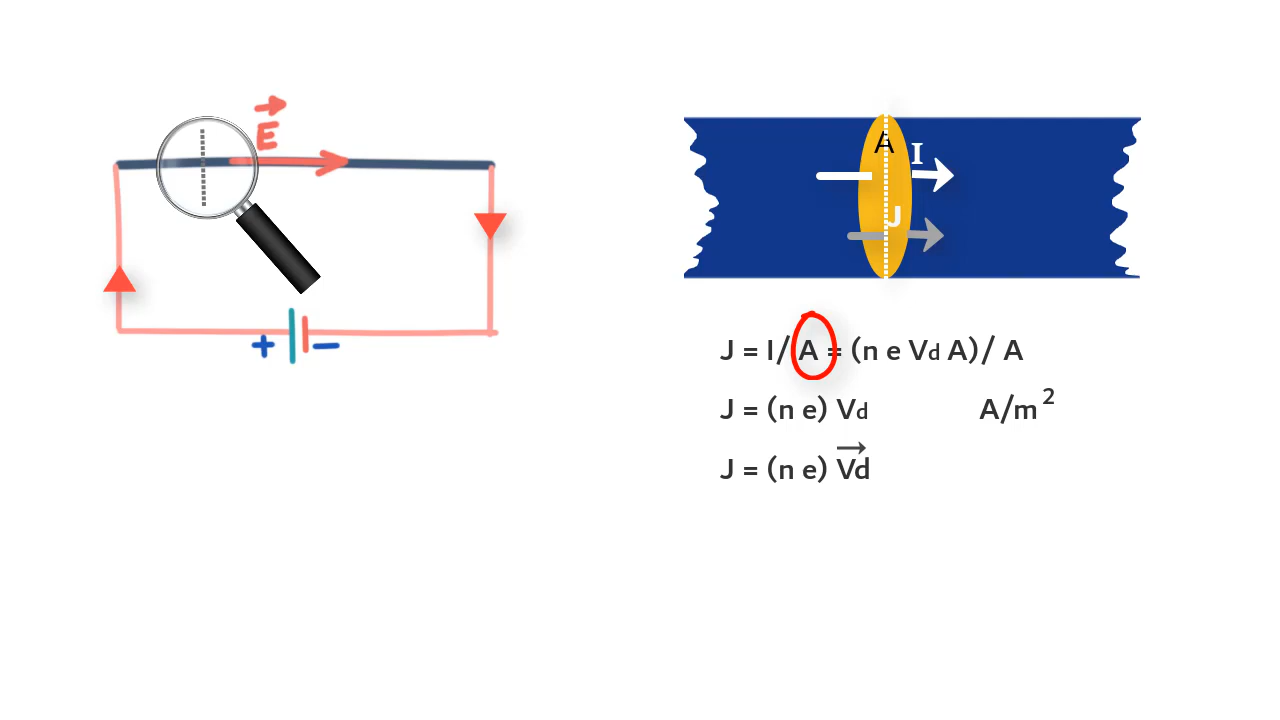 E
+ −
A
I
J
J = I/ A = (n e Vd A)/ A
J = (n e) Vd A/m²
J = (n e) Vd